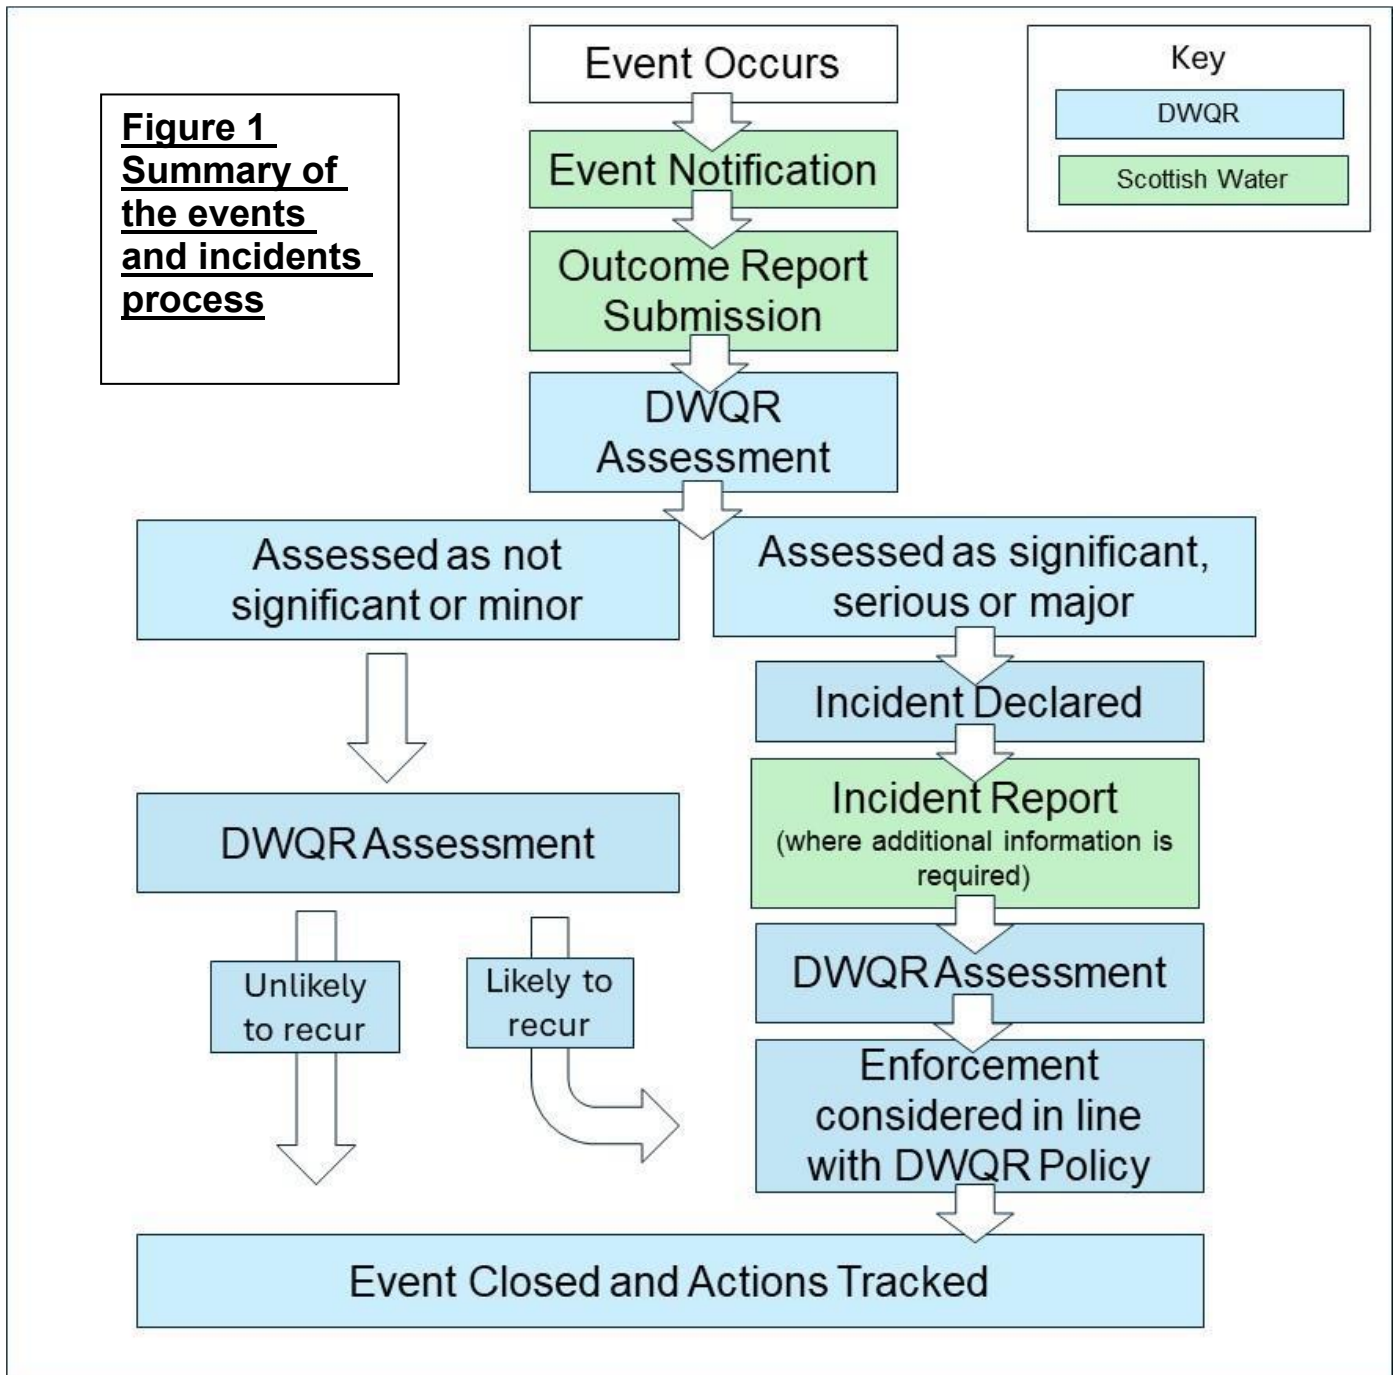 Event Occurs
Key
DWQR
Scottish Water
Figure 1
Summary of
the events
and incidents
process
Event Notification
Outcome Report
Submission
DWQR
Assessment
Assessed as not
significant or minor
Assessed as significant,
serious or major
Incident Declared
Incident Report
(where additional information is
required)
DWQR Assessment
DWQR Assessment
Unlikely
to recur
Likely to
recur
Enforcement
considered in line
with DWQR Policy
Event Closed and Actions Tracked